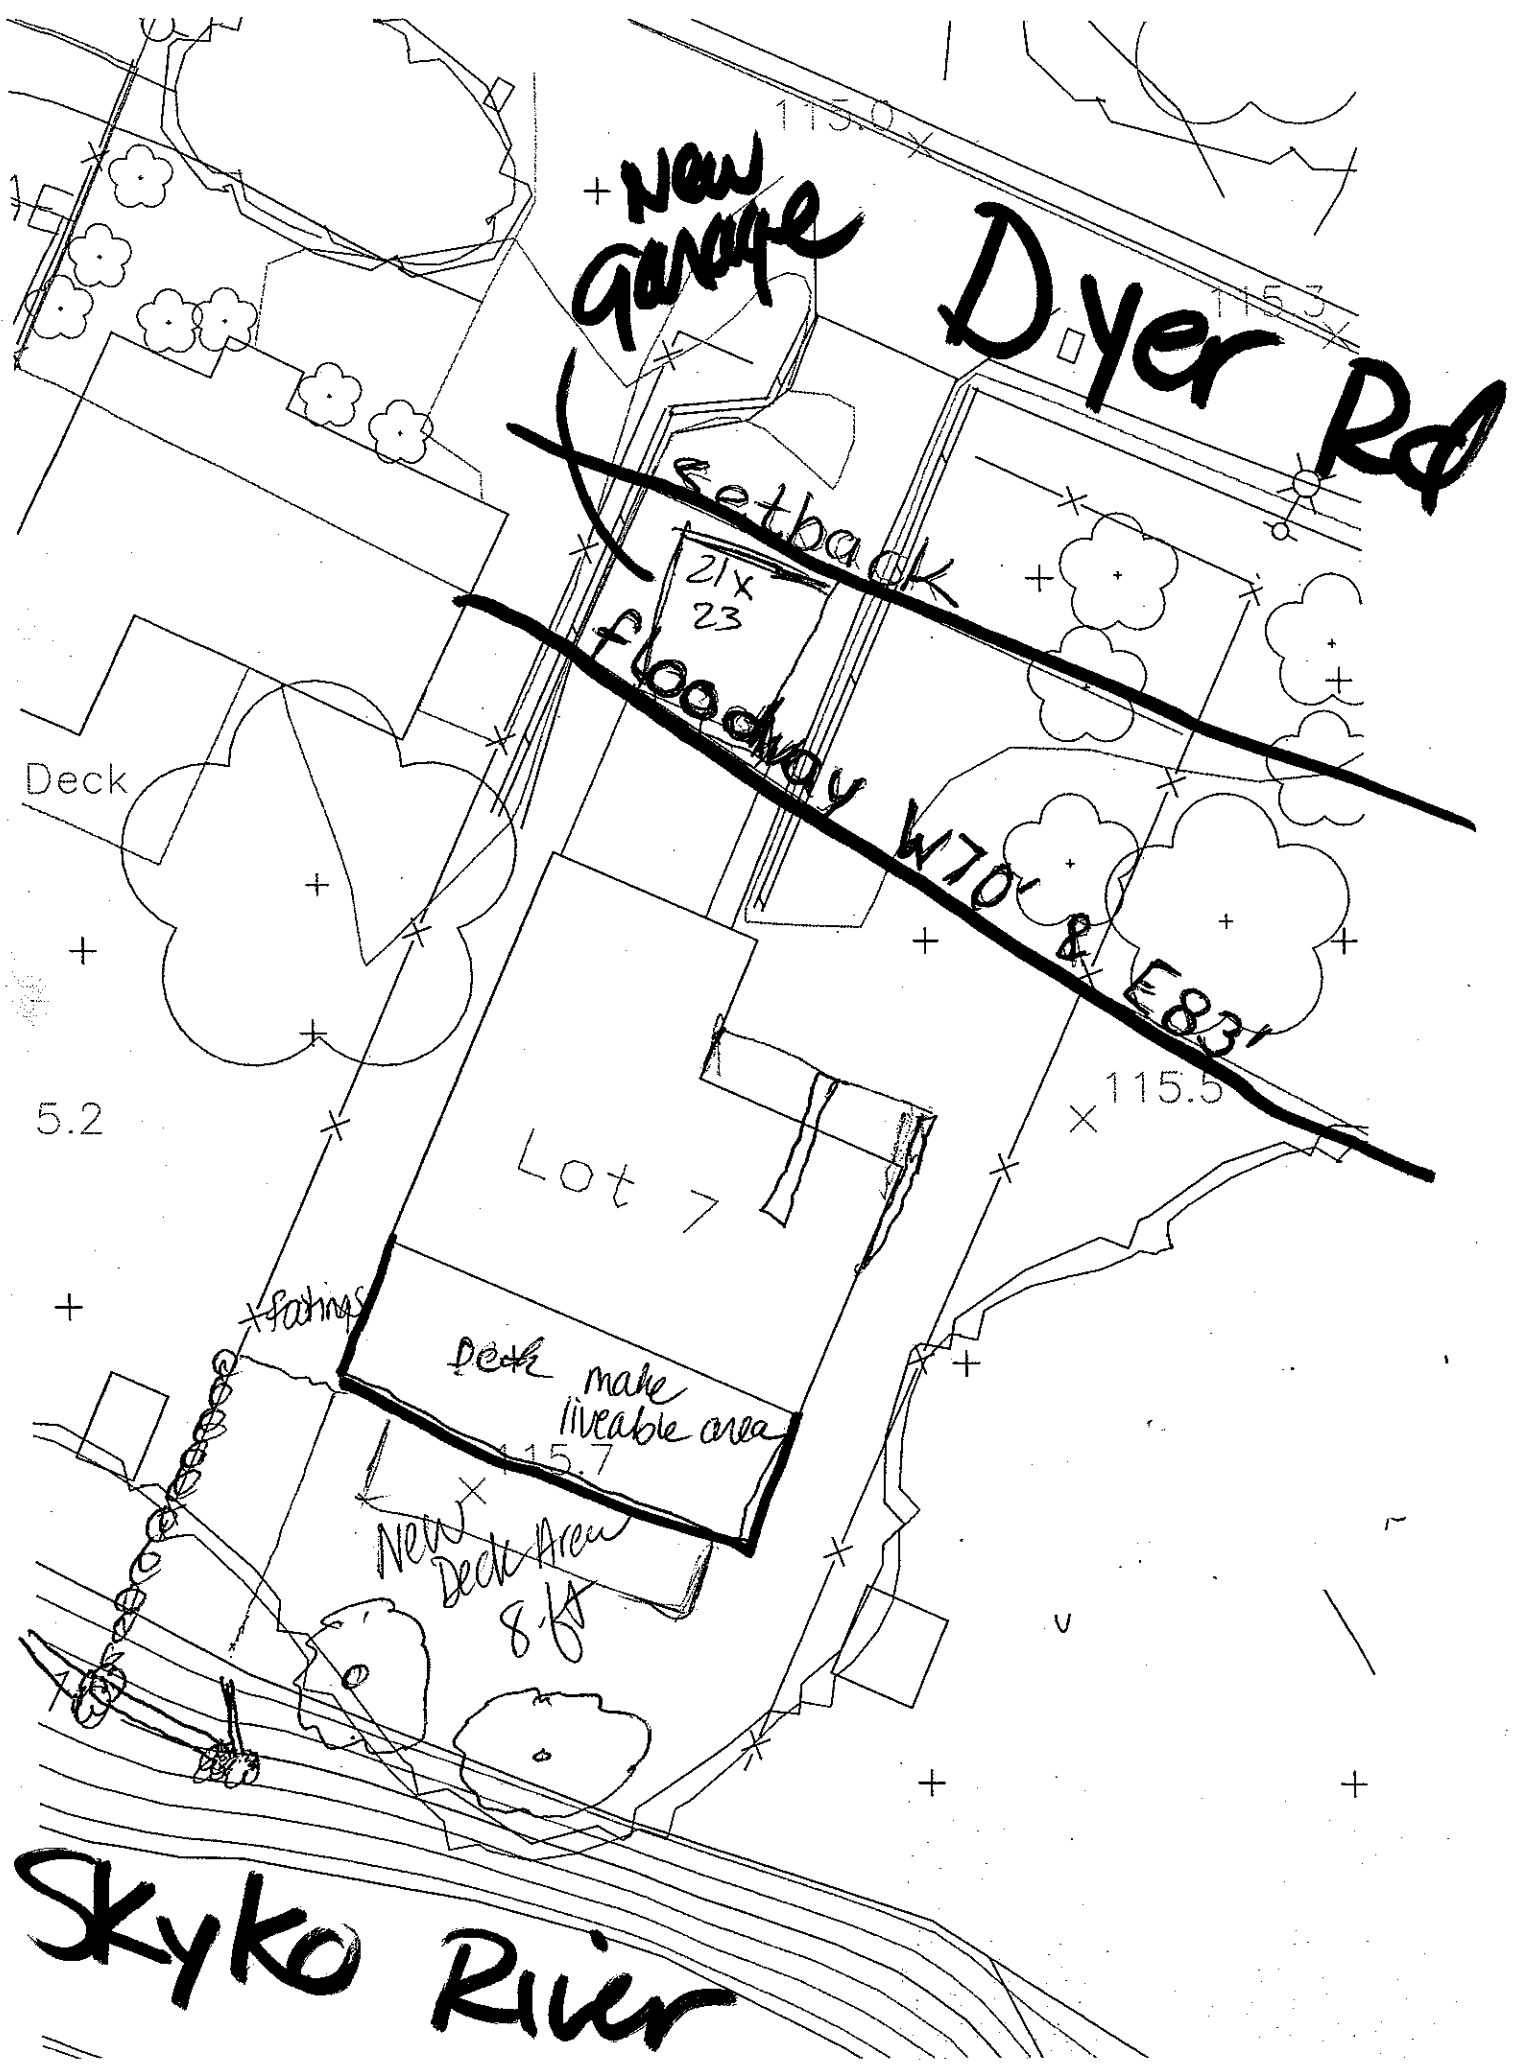 115.0
New
Garage
Dyer Rd
115.3
Setback
21x
23
floodway W70' & E83'
Deck
115.5
5.2
Lot 7
footings
Deck make
liveable area
115.7
New
Deck Area
8 ft
Skyko River